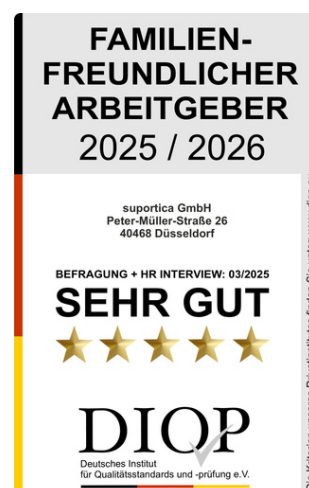 FAMILIEN-
FREUNDLICHER
ARBEITGEBER
2025 / 2026
suportica GmbH
Peter-Müller-Straße 26
40468 Düsseldorf
BEFRAGUNG + HR INTERVIEW: 03/2025
SEHR GUT
DIQP
Deutsches Institut
für Qualitätsstandards und -prüfung e.V.